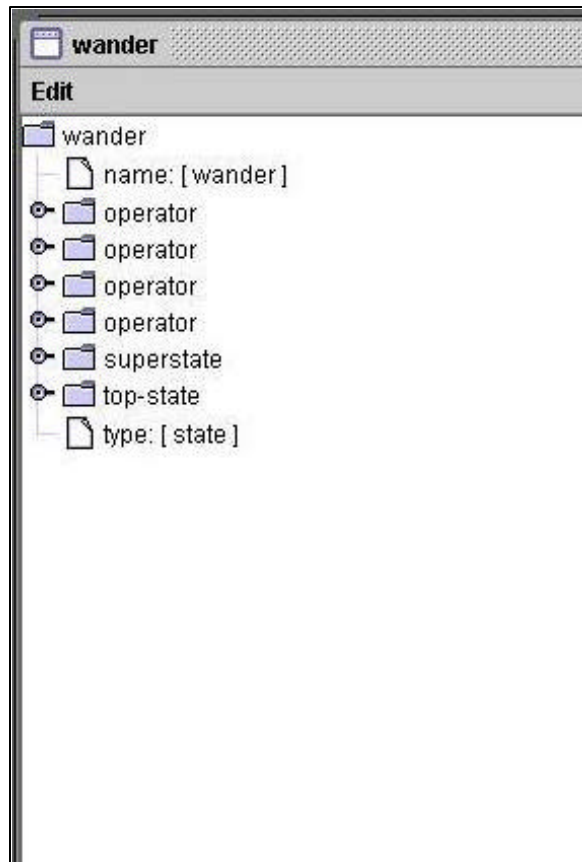 wander
Edit
wander
name: [ wander ]
operator
operator
operator
operator
superstate
top-state
type: [ state ]